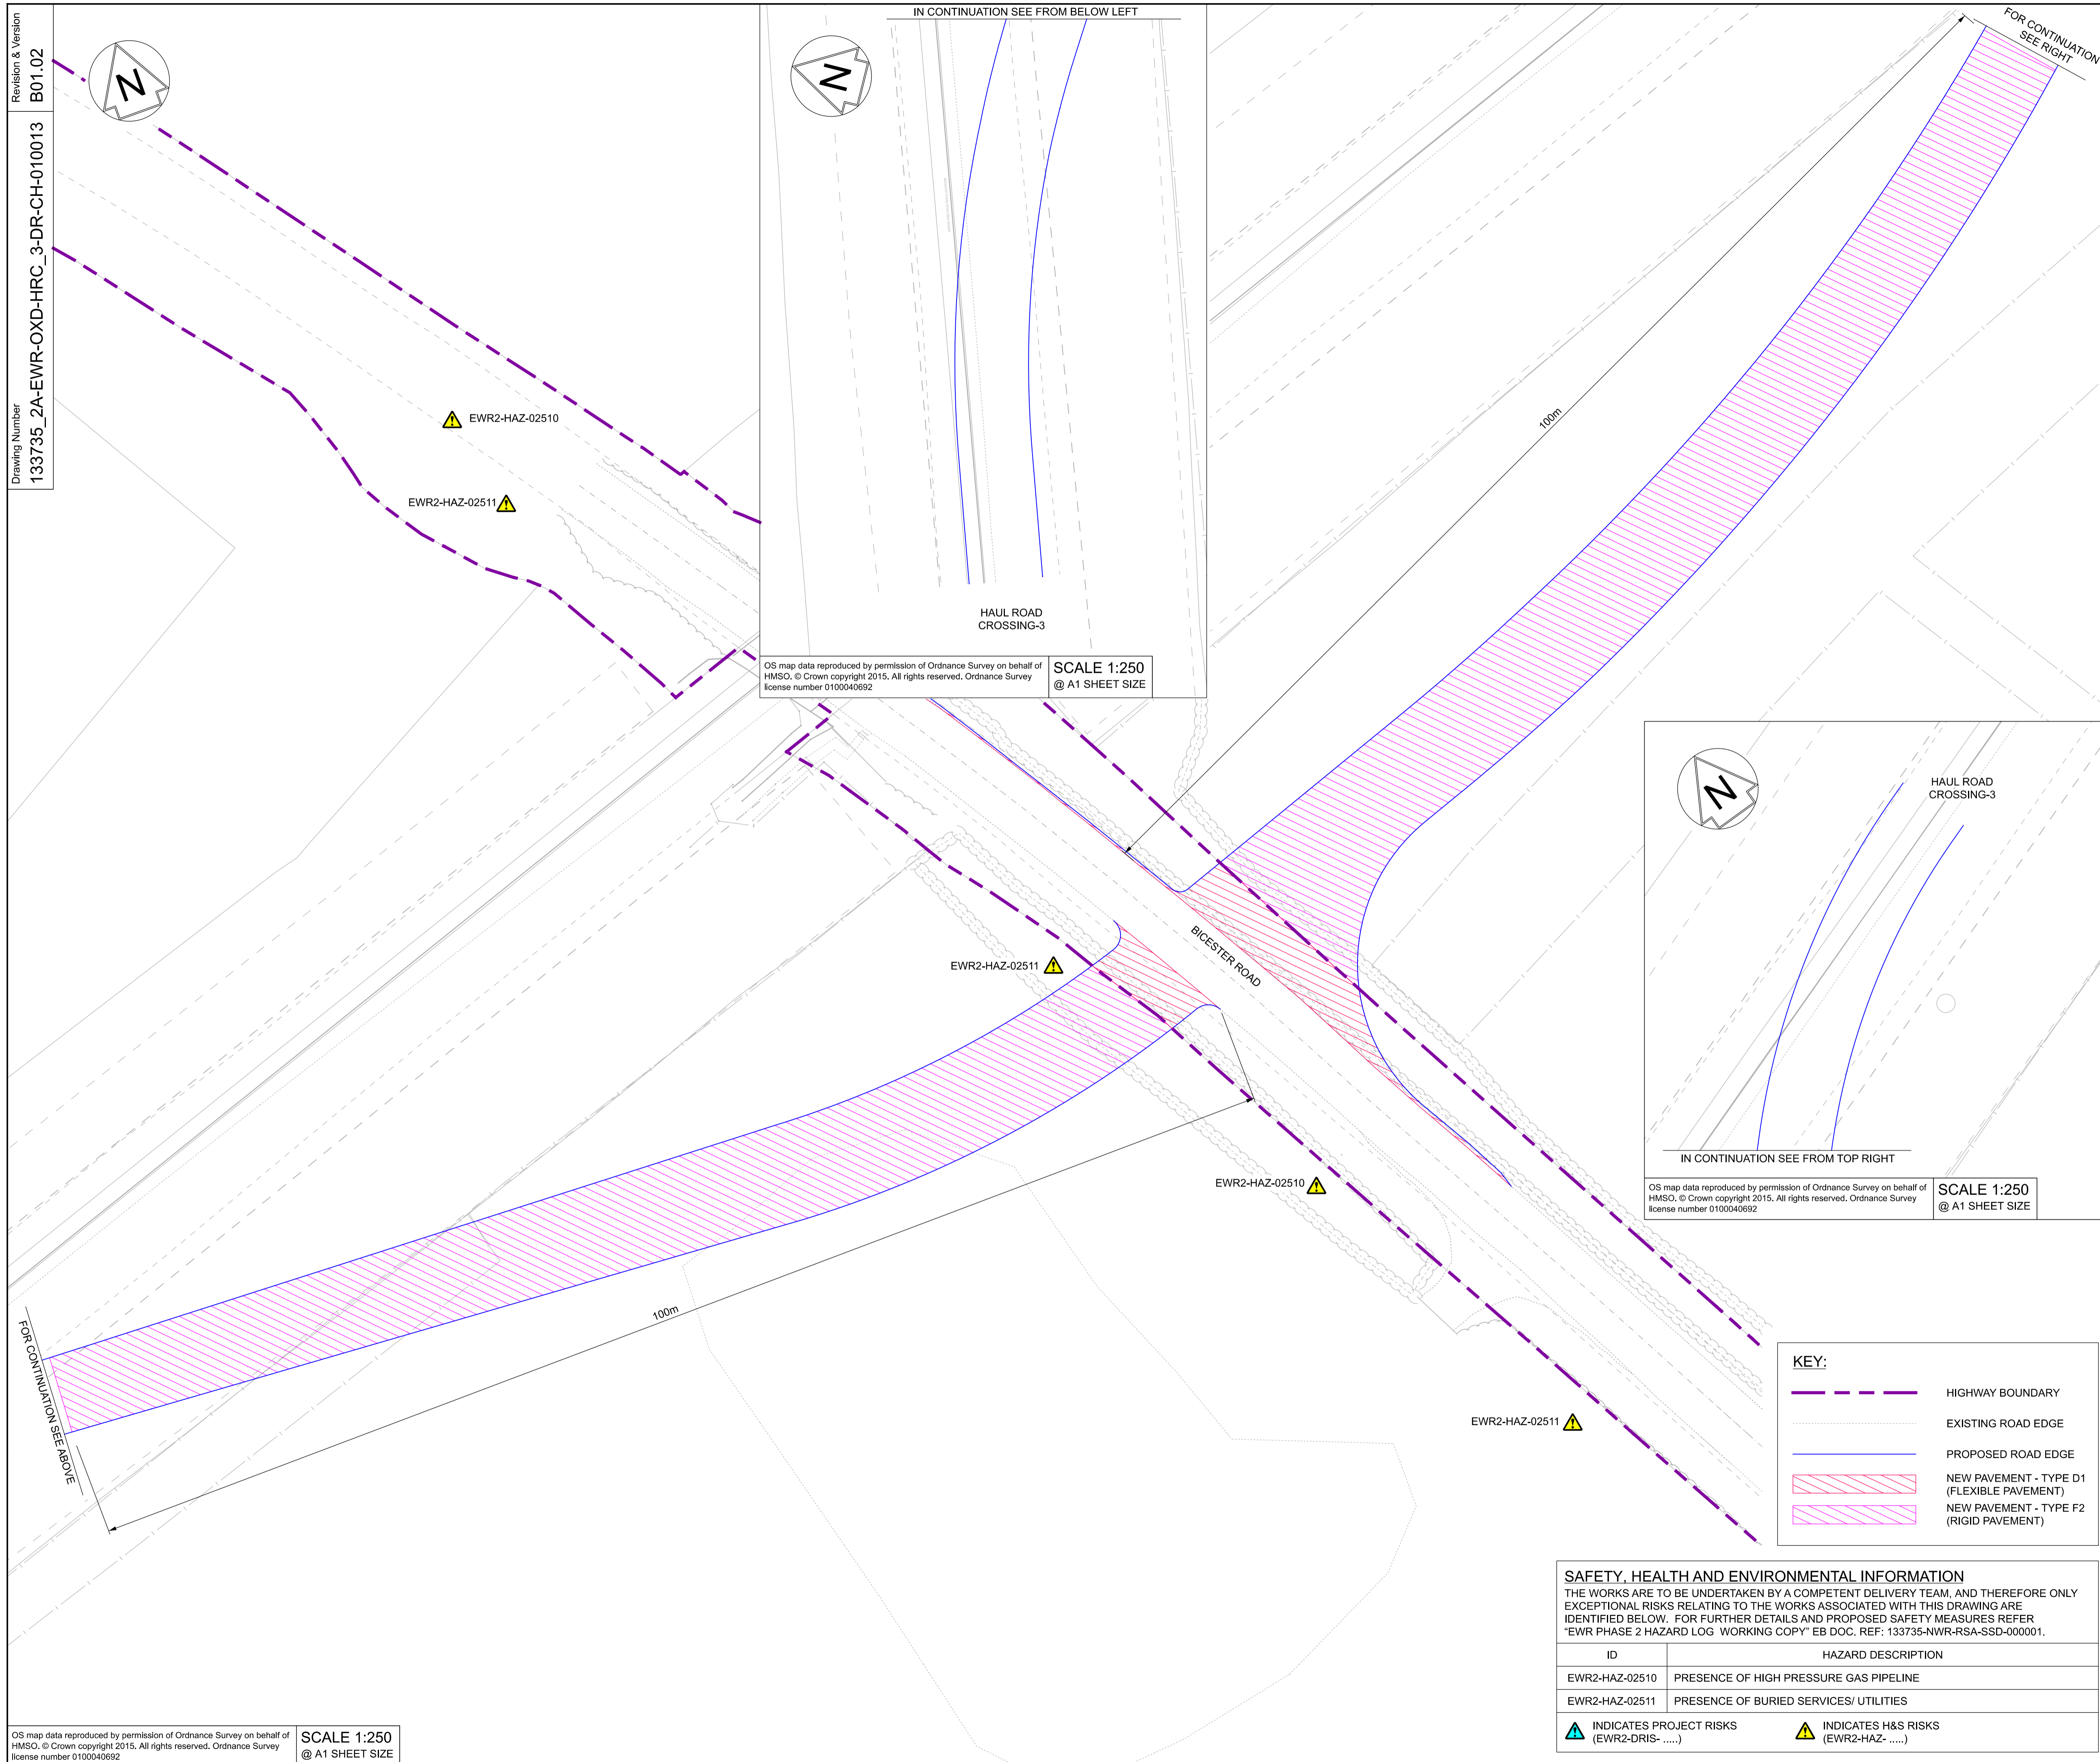 Revision & Version
B01.02
Drawing Number
133735_2A-EWR-OXD-HRC_3-DR-CH-010013
N
IN CONTINUATION SEE FROM BELOW LEFT
N
HAUL ROAD
CROSSING-3
OS map data reproduced by permission of Ordnance Survey on behalf of
HMSO. © Crown copyright 2015. All rights reserved. Ordnance Survey
license number 0100040692
SCALE 1:250
@ A1 SHEET SIZE
FOR CONTINUATION
SEE RIGHT
100m
EWR2-HAZ-02510
EWR2-HAZ-02511
N
HAUL ROAD
CROSSING-3
IN CONTINUATION SEE FROM TOP RIGHT
OS map data reproduced by permission of Ordnance Survey on behalf of
HMSO. © Crown copyright 2015. All rights reserved. Ordnance Survey
license number 0100040692
SCALE 1:250
@ A1 SHEET SIZE
BICESTER ROAD
EWR2-HAZ-02511
EWR2-HAZ-02510
100m
FOR CONTINUATION SEE ABOVE
EWR2-HAZ-02511
KEY:
HIGHWAY BOUNDARY
EXISTING ROAD EDGE
PROPOSED ROAD EDGE
NEW PAVEMENT - TYPE D1
(FLEXIBLE PAVEMENT)
NEW PAVEMENT - TYPE F2
(RIGID PAVEMENT)
SAFETY, HEALTH AND ENVIRONMENTAL INFORMATION
THE WORKS ARE TO BE UNDERTAKEN BY A COMPETENT DELIVERY TEAM, AND THEREFORE ONLY
EXCEPTIONAL RISKS RELATING TO THE WORKS ASSOCIATED WITH THIS DRAWING ARE
IDENTIFIED BELOW. FOR FURTHER DETAILS AND PROPOSED SAFETY MEASURES REFER
“EWR PHASE 2 HAZARD LOG WORKING COPY” EB DOC. REF: 133735-NWR-RSA-SSD-000001.
ID HAZARD DESCRIPTION
EWR2-HAZ-02510 PRESENCE OF HIGH PRESSURE GAS PIPELINE
EWR2-HAZ-02511 PRESENCE OF BURIED SERVICES/ UTILITIES
INDICATES PROJECT RISKS
(EWR2-DRIS- .....)
INDICATES H&S RISKS
(EWR2-HAZ- .....)
OS map data reproduced by permission of Ordnance Survey on behalf of
HMSO. © Crown copyright 2015. All rights reserved. Ordnance Survey
license number 0100040692
SCALE 1:250
@ A1 SHEET SIZE